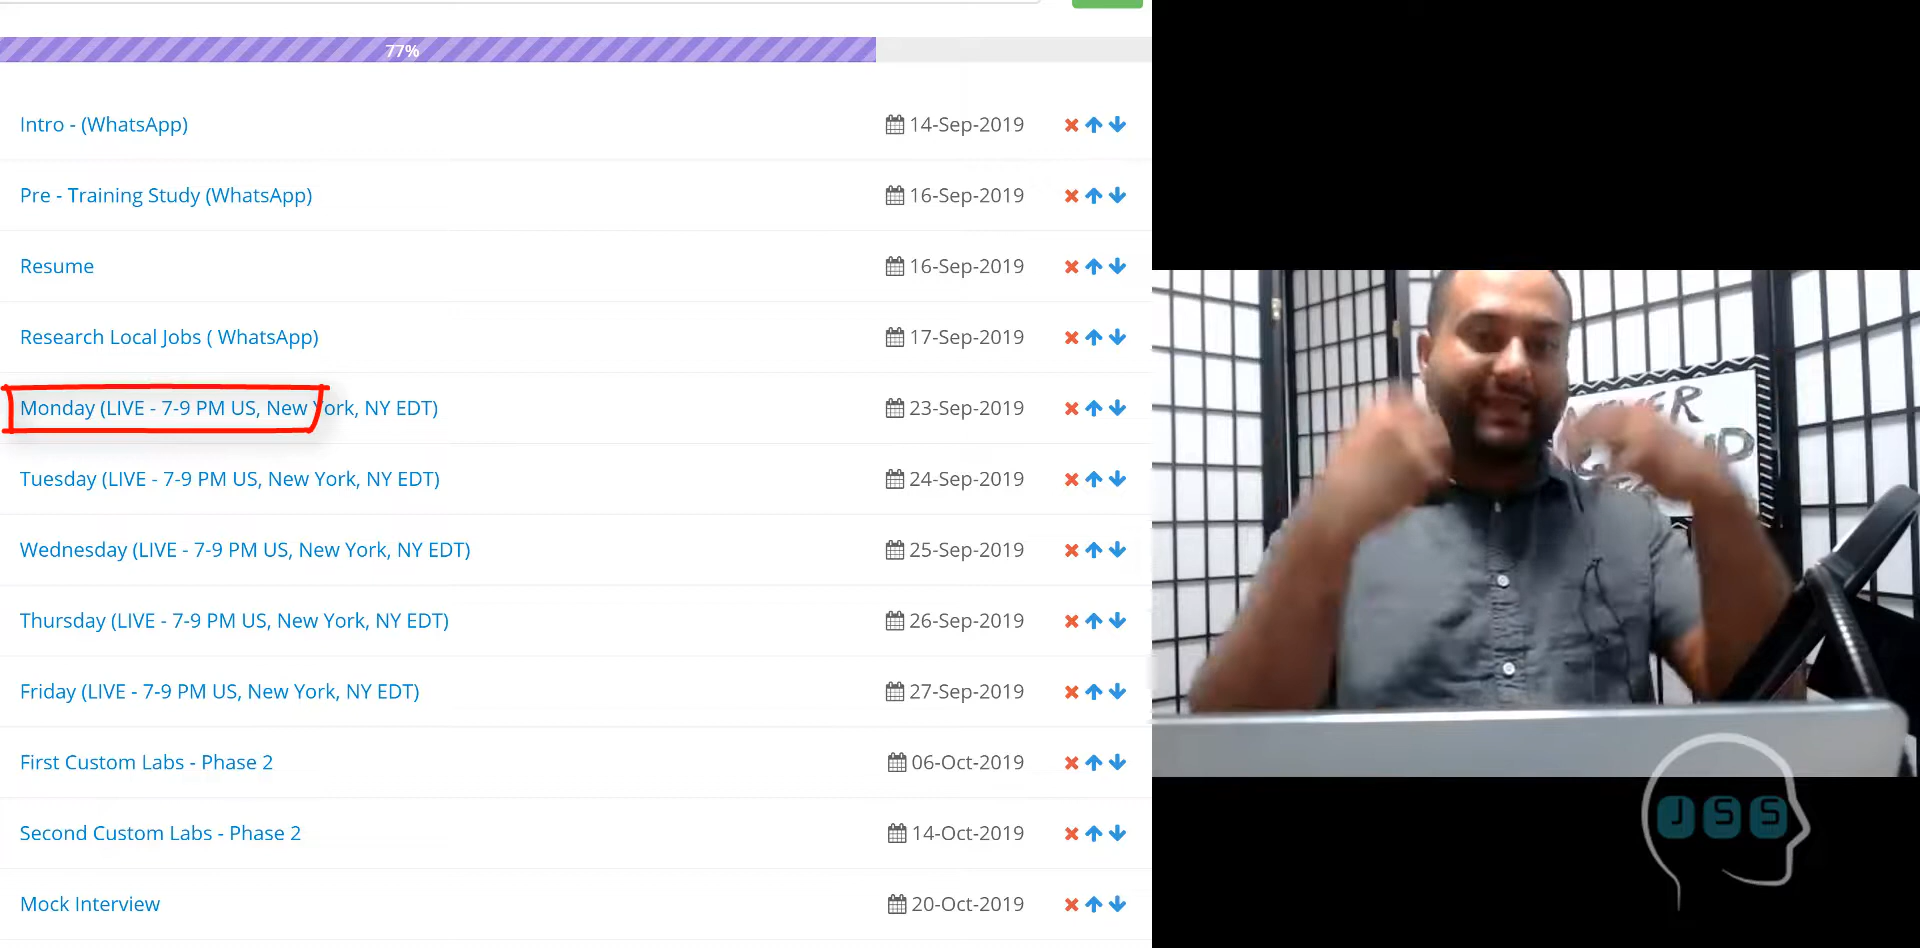 77%
Intro - (WhatsApp) 14-Sep-2019
Pre - Training Study (WhatsApp) 16-Sep-2019
Resume 16-Sep-2019
Research Local Jobs ( WhatsApp) 17-Sep-2019
Monday (LIVE - 7-9 PM US, New York, NY EDT) 23-Sep-2019
Tuesday (LIVE - 7-9 PM US, New York, NY EDT) 24-Sep-2019
Wednesday (LIVE - 7-9 PM US, New York, NY EDT) 25-Sep-2019
Thursday (LIVE - 7-9 PM US, New York, NY EDT) 26-Sep-2019
Friday (LIVE - 7-9 PM US, New York, NY EDT) 27-Sep-2019
First Custom Labs - Phase 2 06-Oct-2019
Second Custom Labs - Phase 2 14-Oct-2019
Mock Interview 20-Oct-2019
JSS